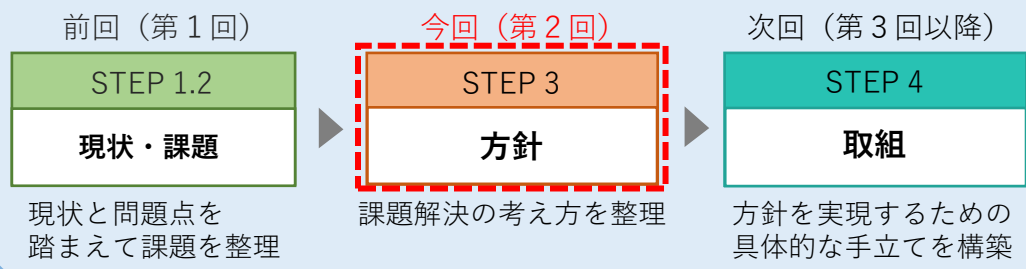 前回（第１回）
今回（第２回）
次回（第３回以降）
STEP 1.2
STEP 3
STEP 4
現状・課題
方針
取組
現状と問題点を
踏まえて課題を整理
課題解決の考え方を整理
方針を実現するための
具体的な手立てを構築